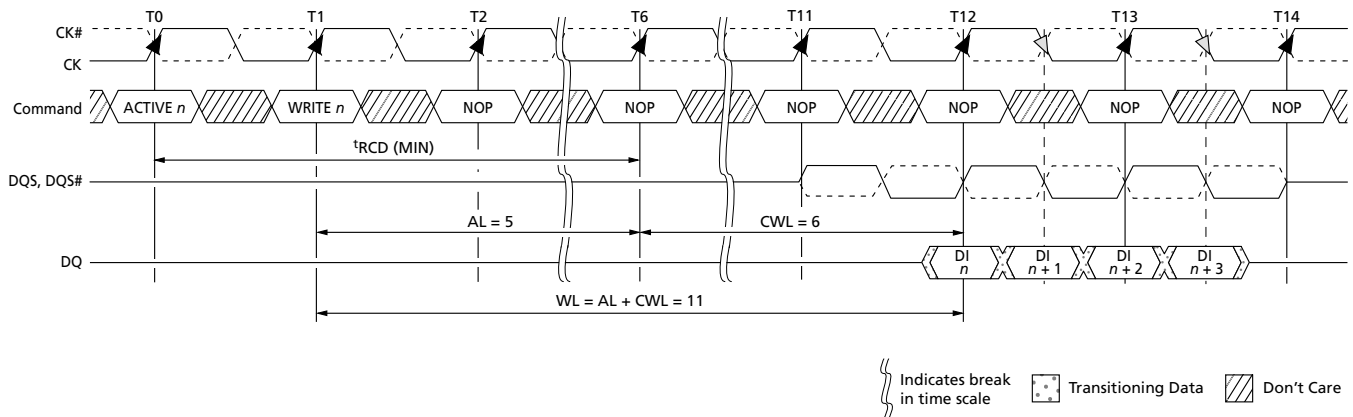 T0 T1 T2 T6 T11 T12 T13 T14
CK#
CK
Command ACTIVE n WRITE n NOP NOP NOP NOP NOP NOP
tRCD (MIN)
DQS, DQS#
AL = 5 CWL = 6
DQ DI n DI n + 1 DI n + 2 DI n + 3
WL = AL + CWL = 11
Indicates break in time scale
Transitioning Data
Don't Care